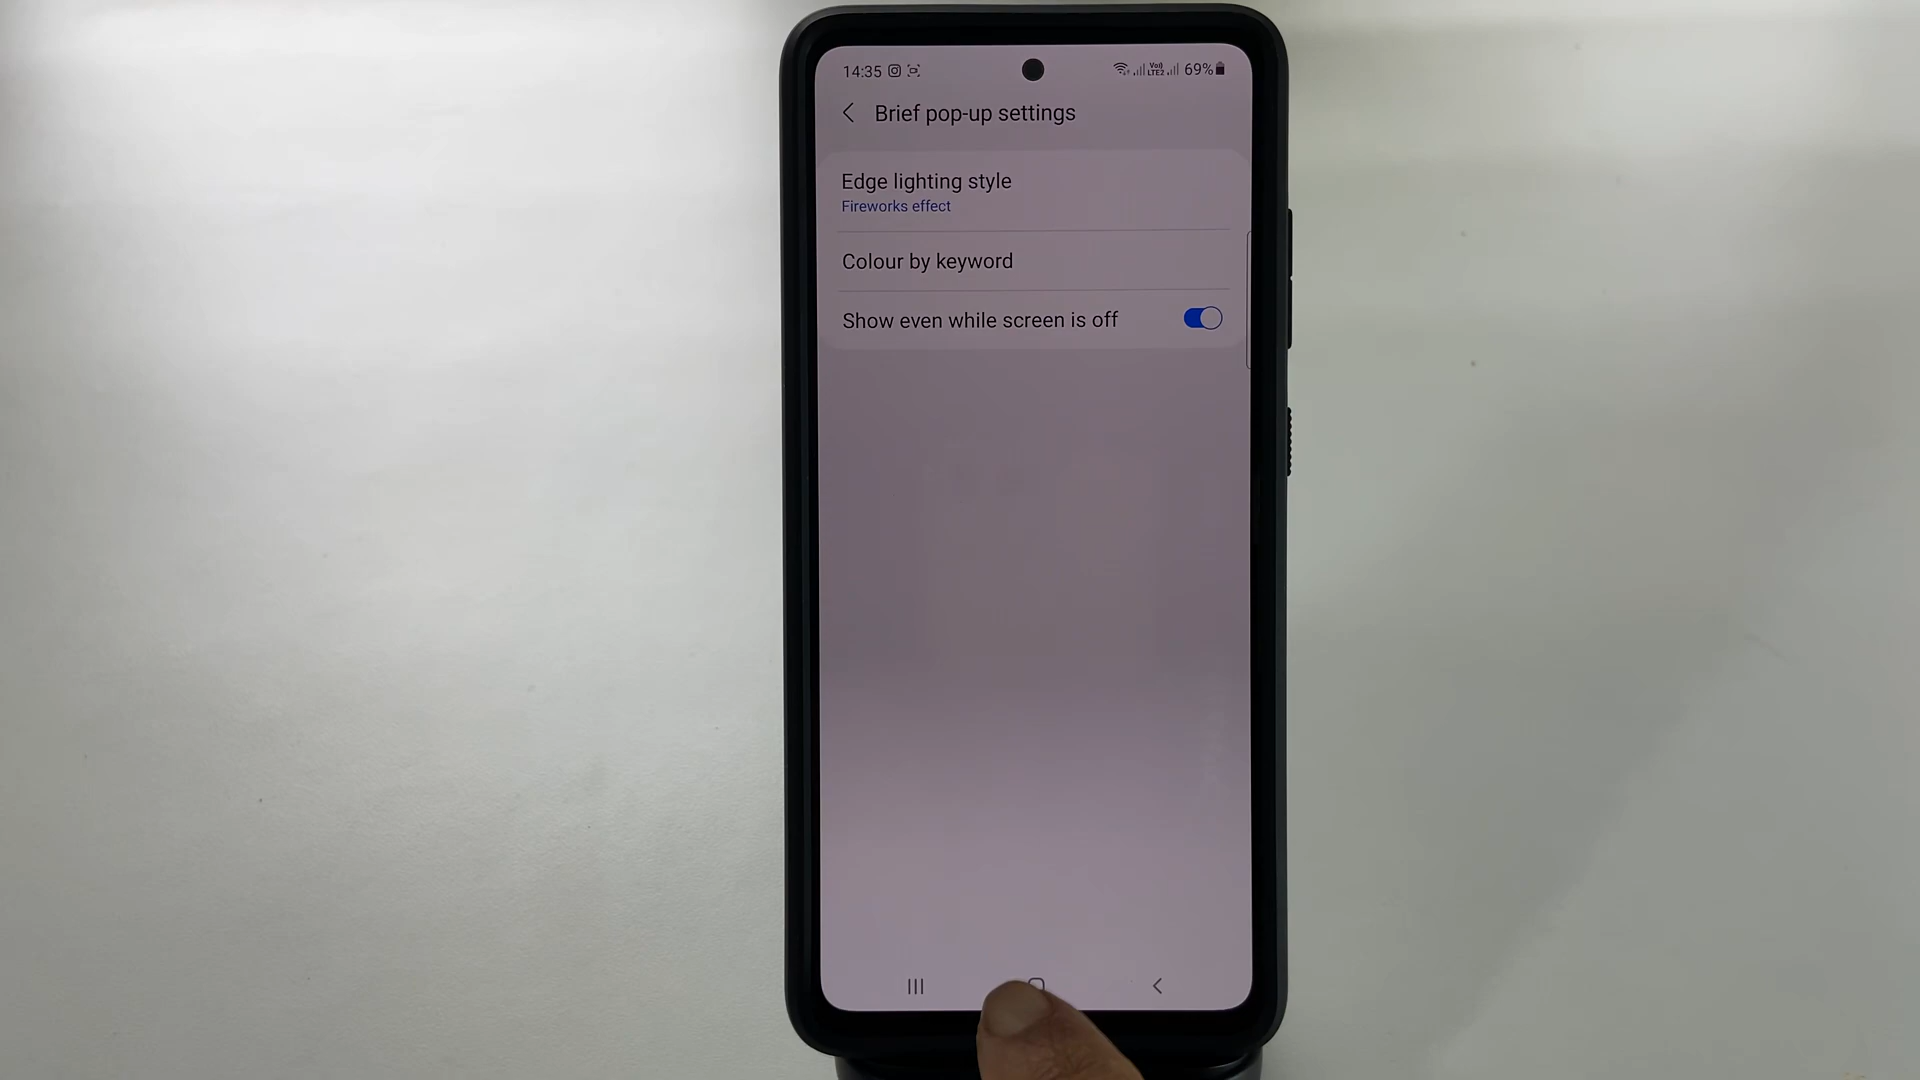 14:35 69%
Brief pop-up settings
Edge lighting style
Fireworks effect
Colour by keyword
Show even while screen is off